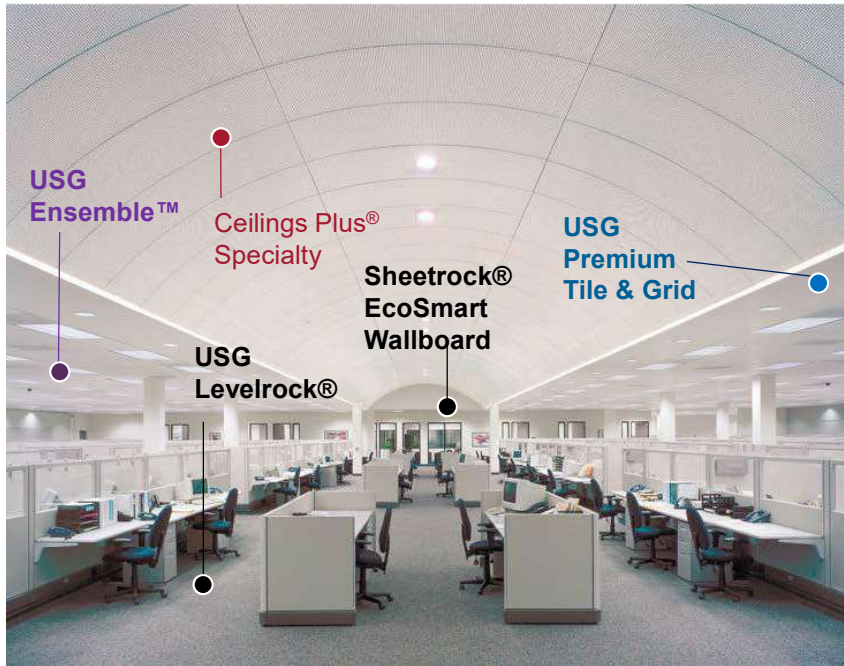 USG
Ensemble™
Ceilings Plus®
Specialty
USG
Premium
Tile & Grid
Sheetrock®
EcoSmart
Wallboard
USG
Levelrock®